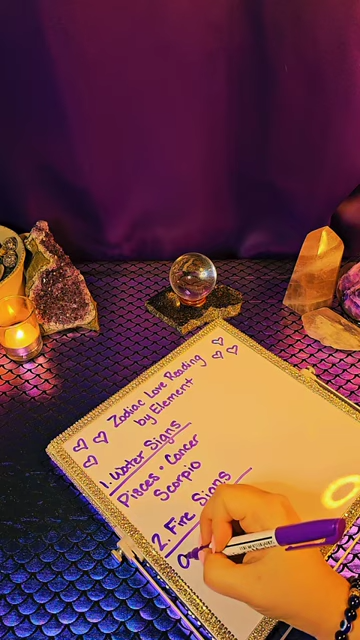 Zodiac Love Reading
by Element
1. Water Signs
Pisces • Cancer
Scorpio
2. Fire Signs